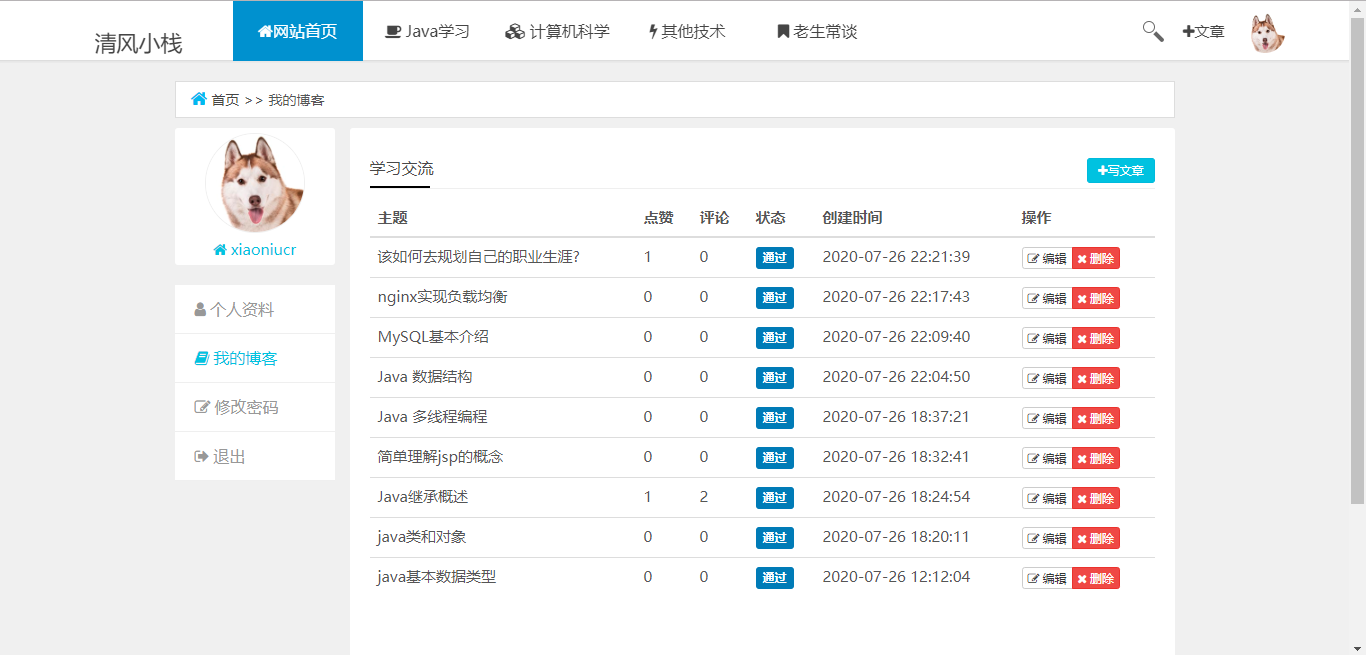 清风小栈 网站首页 Java学习 计算机科学 其他技术 老生常谈 文章
首页 >> 我的博客
xiaoniucr
个人资料
我的博客
修改密码
退出
学习交流 写文章
主题 点赞 评论 状态 创建时间 操作
该如何去规划自己的职业生涯? 1 0 通过 2020-07-26 22:21:39 编辑 删除
nginx实现负载均衡 0 0 通过 2020-07-26 22:17:43 编辑 删除
MySQL基本介绍 0 0 通过 2020-07-26 22:09:40 编辑 删除
Java 数据结构 0 0 通过 2020-07-26 22:04:50 编辑 删除
Java 多线程编程 0 0 通过 2020-07-26 18:37:21 编辑 删除
简单理解jsp的概念 0 0 通过 2020-07-26 18:32:41 编辑 删除
Java继承概述 1 2 通过 2020-07-26 18:24:54 编辑 删除
java类和对象 0 0 通过 2020-07-26 18:20:11 编辑 删除
java基本数据类型 0 0 通过 2020-07-26 12:12:04 编辑 删除